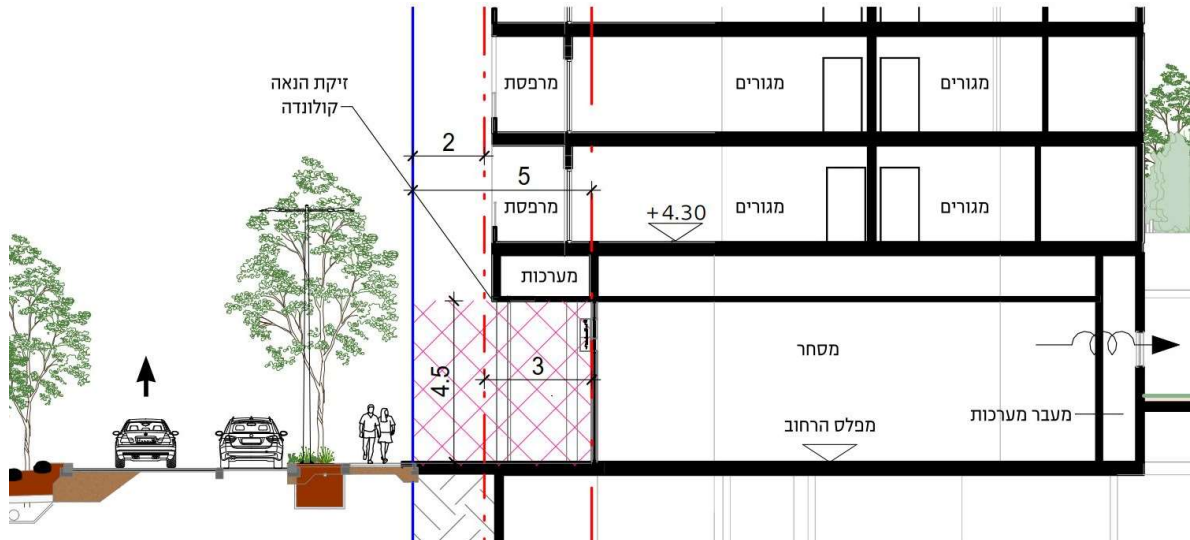 זיקת הנאה
קולונדה
מרפסת
מגורים
מגורים
2
5
מרפסת
+4.30
מגורים
מגורים
מערכות
4.5
3
מסחר
מפלס הרחוב
מעבר מערכות